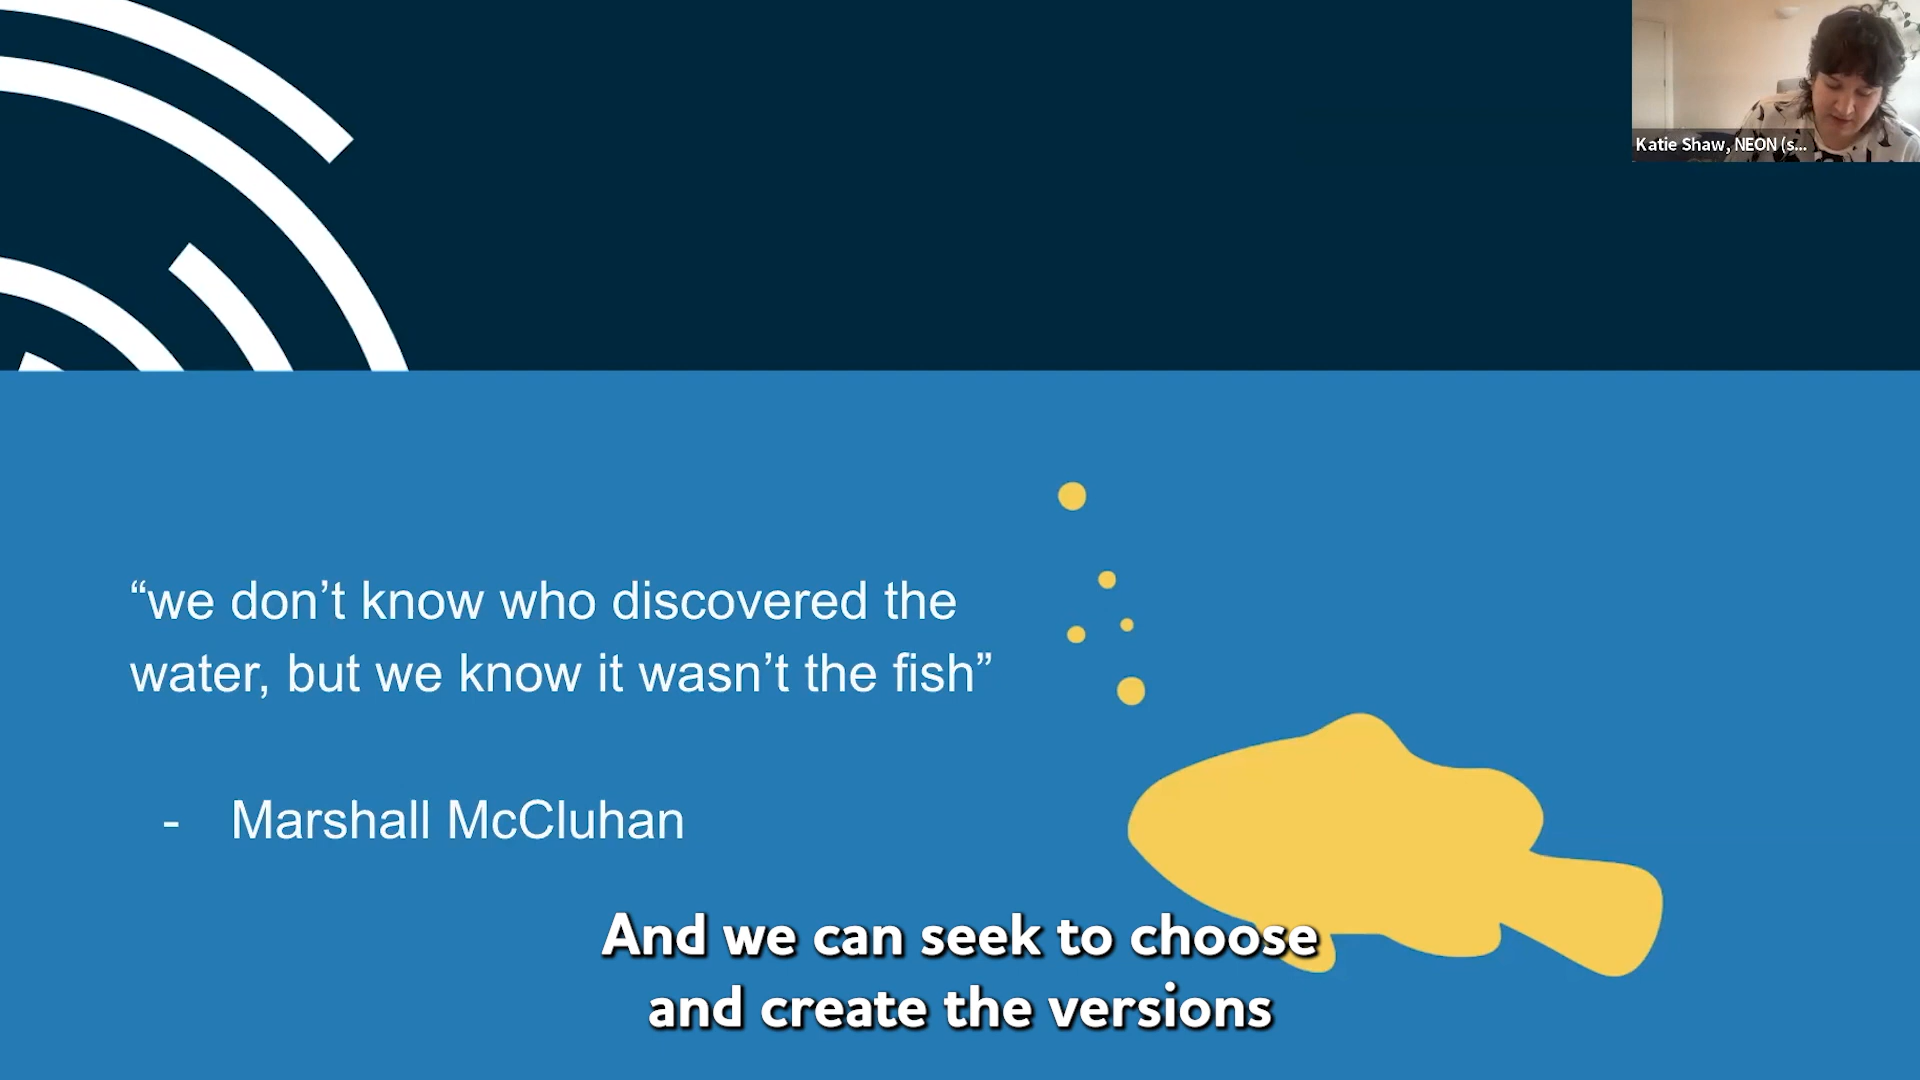 Katie Shaw, NEON (s...
“we don’t know who discovered the
water, but we know it wasn’t the fish”
- Marshall McCluhan
And we can seek to choose
and create the versions